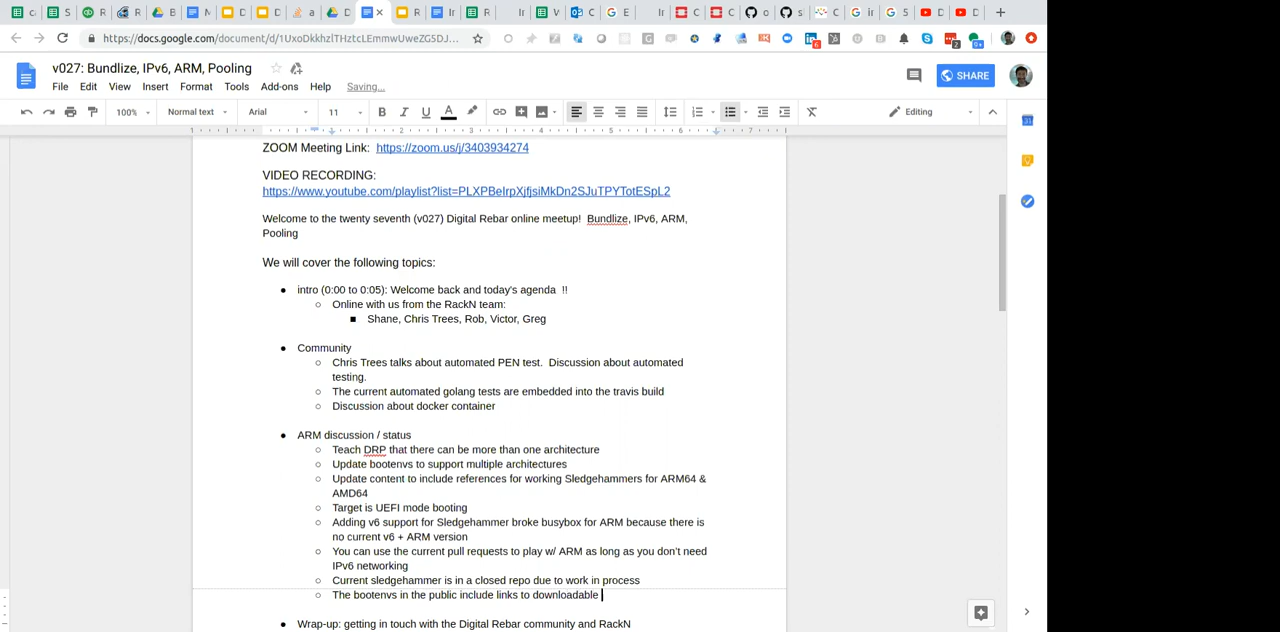 https://docs.google.com/document/d/1UxoDkkhzlTHztcLEmmwUweZG5DJ...
v027: Bundlize, IPv6, ARM, Pooling
File Edit View Insert Format Tools Add-ons Help Saving...
SHARE
100% Normal text Arial 11 Editing
ZOOM Meeting Link: https://zoom.us/j/3403934274
VIDEO RECORDING:
https://www.youtube.com/playlist?list=PLXPBeIrpXjfjsiMkDn2SJuTPYTotESpL2
Welcome to the twenty seventh (v027) Digital Rebar online meetup! Bundlize, IPv6, ARM,
Pooling
We will cover the following topics:
● intro (0:00 to 0:05): Welcome back and today's agenda !!
○ Online with us from the RackN team:
■ Shane, Chris Trees, Rob, Victor, Greg
● Community
○ Chris Trees talks about automated PEN test. Discussion about automated
testing.
○ The current automated golang tests are embedded into the travis build
○ Discussion about docker container
● ARM discussion / status
○ Teach DRP that there can be more than one architecture
○ Update bootenvs to support multiple architectures
○ Update content to include references for working Sledgehammers for ARM64 &
AMD64
○ Target is UEFI mode booting
○ Adding v6 support for Sledgehammer broke busybox for ARM because there is
no current v6 + ARM version
○ You can use the current pull requests to play w/ ARM as long as you don't need
IPv6 networking
○ Current sledgehammer is in a closed repo due to work in process
○ The bootenvs in the public include links to downloadable
● Wrap-up: getting in touch with the Digital Rebar community and RackN